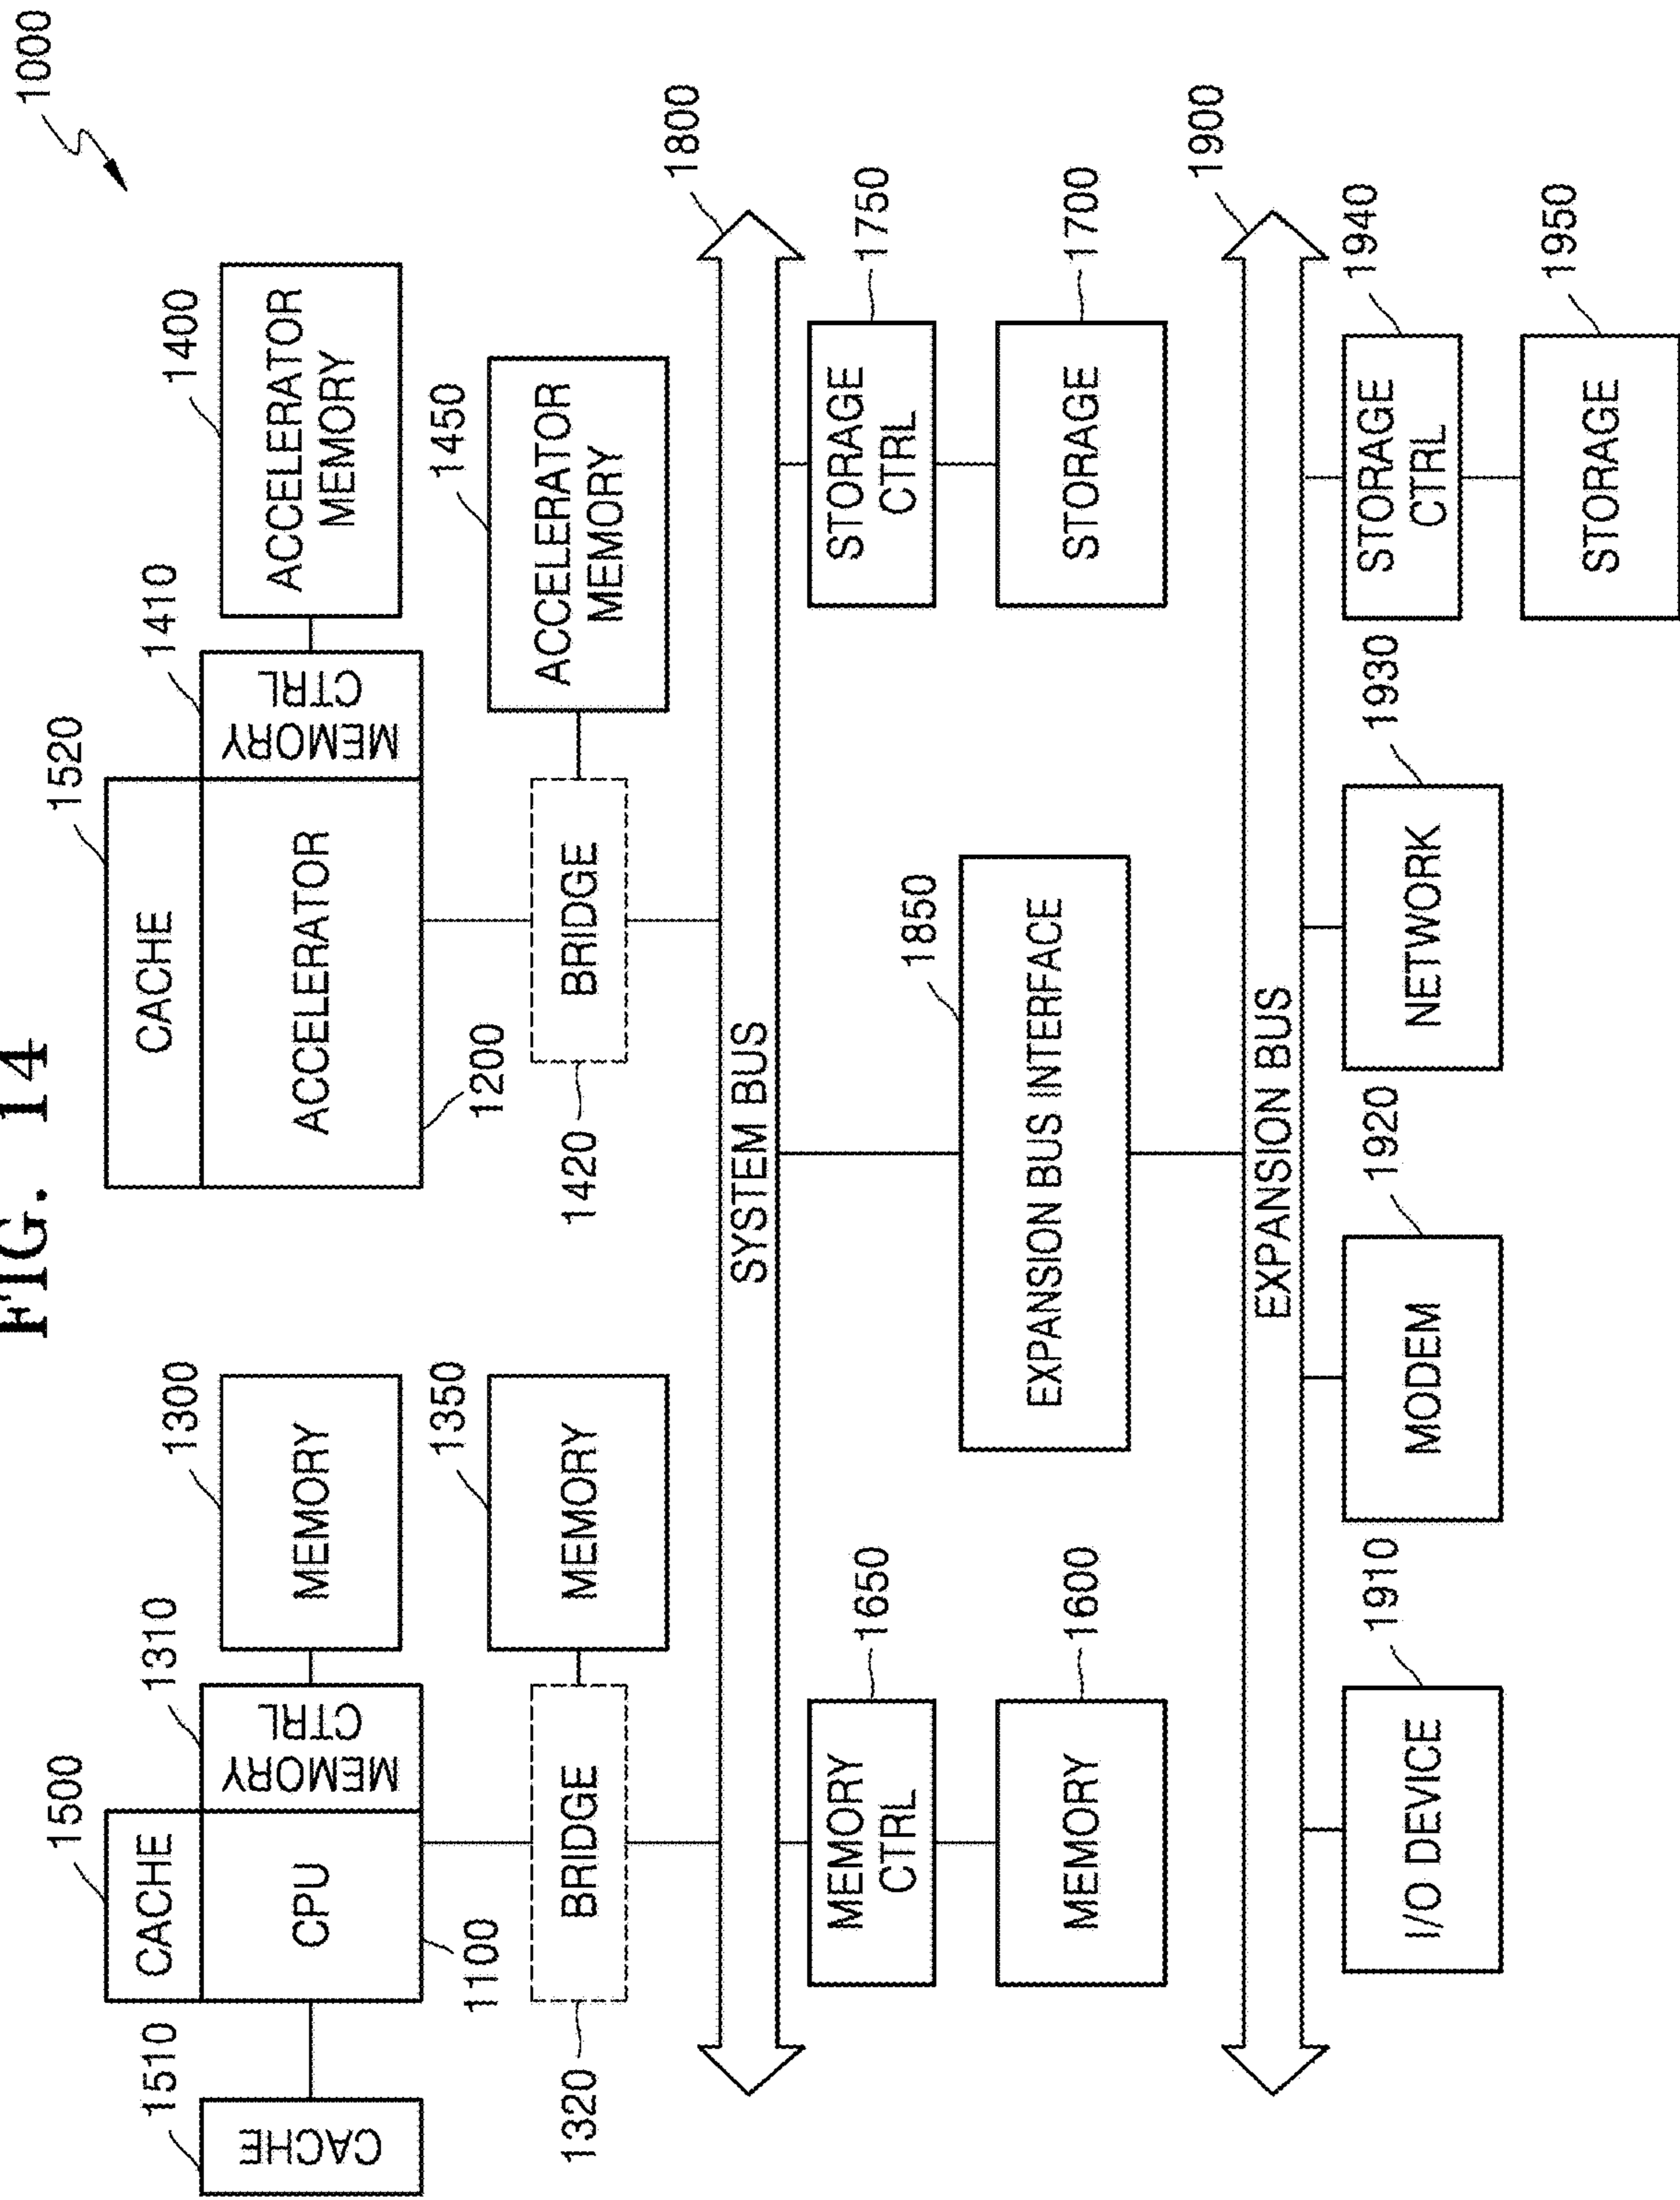 FIG. 14
1000
1500
1520
CACHE
CACHE
1510
1310
1300
1410
1400
CACHE
CPU
MEMORY
CTRL
MEMORY
ACCELERATOR
MEMORY
CTRL
ACCELERATOR
MEMORY
1100
1350
1200
1450
1320
BRIDGE
MEMORY
1420
BRIDGE
ACCELERATOR
MEMORY
1800
SYSTEM BUS
MEMORY
CTRL
1650
STORAGE
CTRL
1750
1850
MEMORY
1600
EXPANSION BUS INTERFACE
STORAGE
1700
1900
EXPANSION BUS
1910
1920
1930
1940
I/O DEVICE
MODEM
NETWORK
STORAGE
CTRL
1950
STORAGE